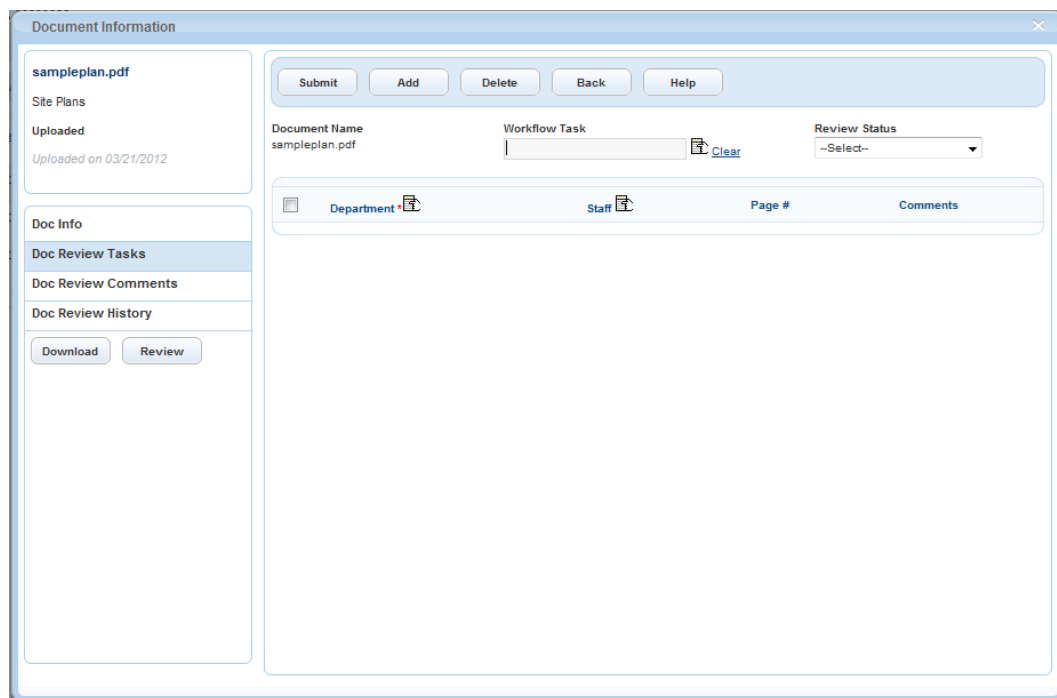 Document Information
sampleplan.pdf
Site Plans
Uploaded
Uploaded on 03/21/2012
Doc Info
Doc Review Tasks
Doc Review Comments
Doc Review History
Download Review
Submit Add Delete Back Help
Document Name Workflow Task Review Status
sampleplan.pdf Clear --Select--
Department * Staff Page # Comments